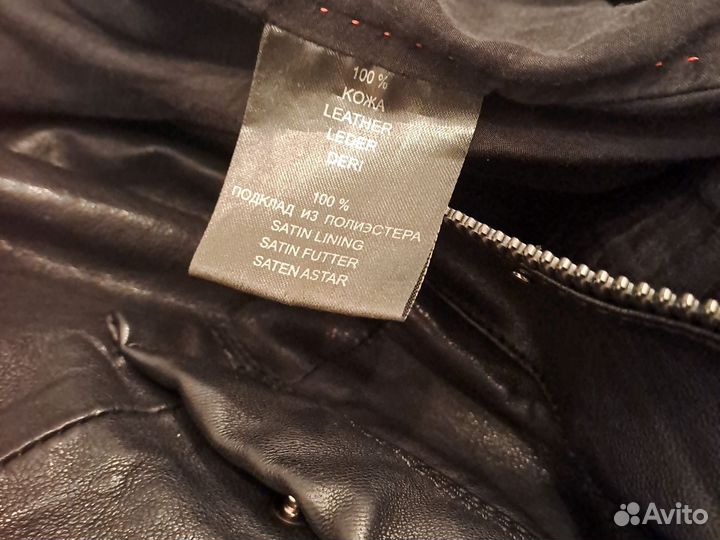 100 %
КОЖА
LEATHER
LEDER
DERI
100 %
ПОДКЛАД ИЗ ПОЛИЭСТЕРА
SATIN LINING
SATIN FUTTER
SATEN ASTAR
Avito